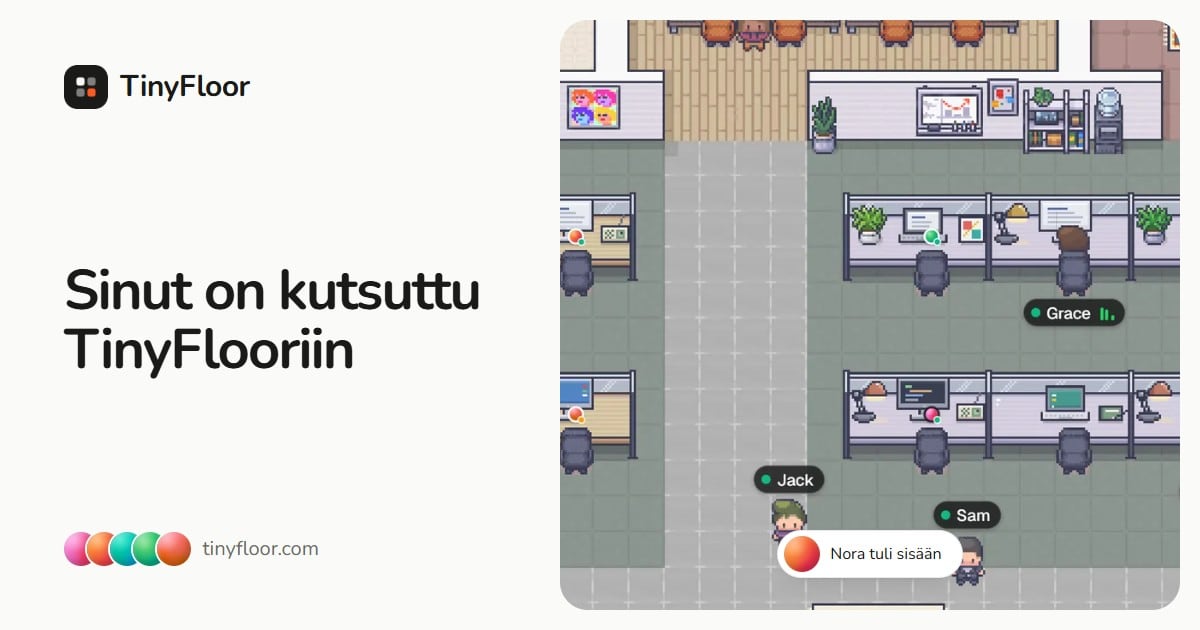 TinyFloor
Sinut on kutsuttu
TinyFlooriin
tinyfloor.com
Grace
Jack
Sam
Nora tuli sisään